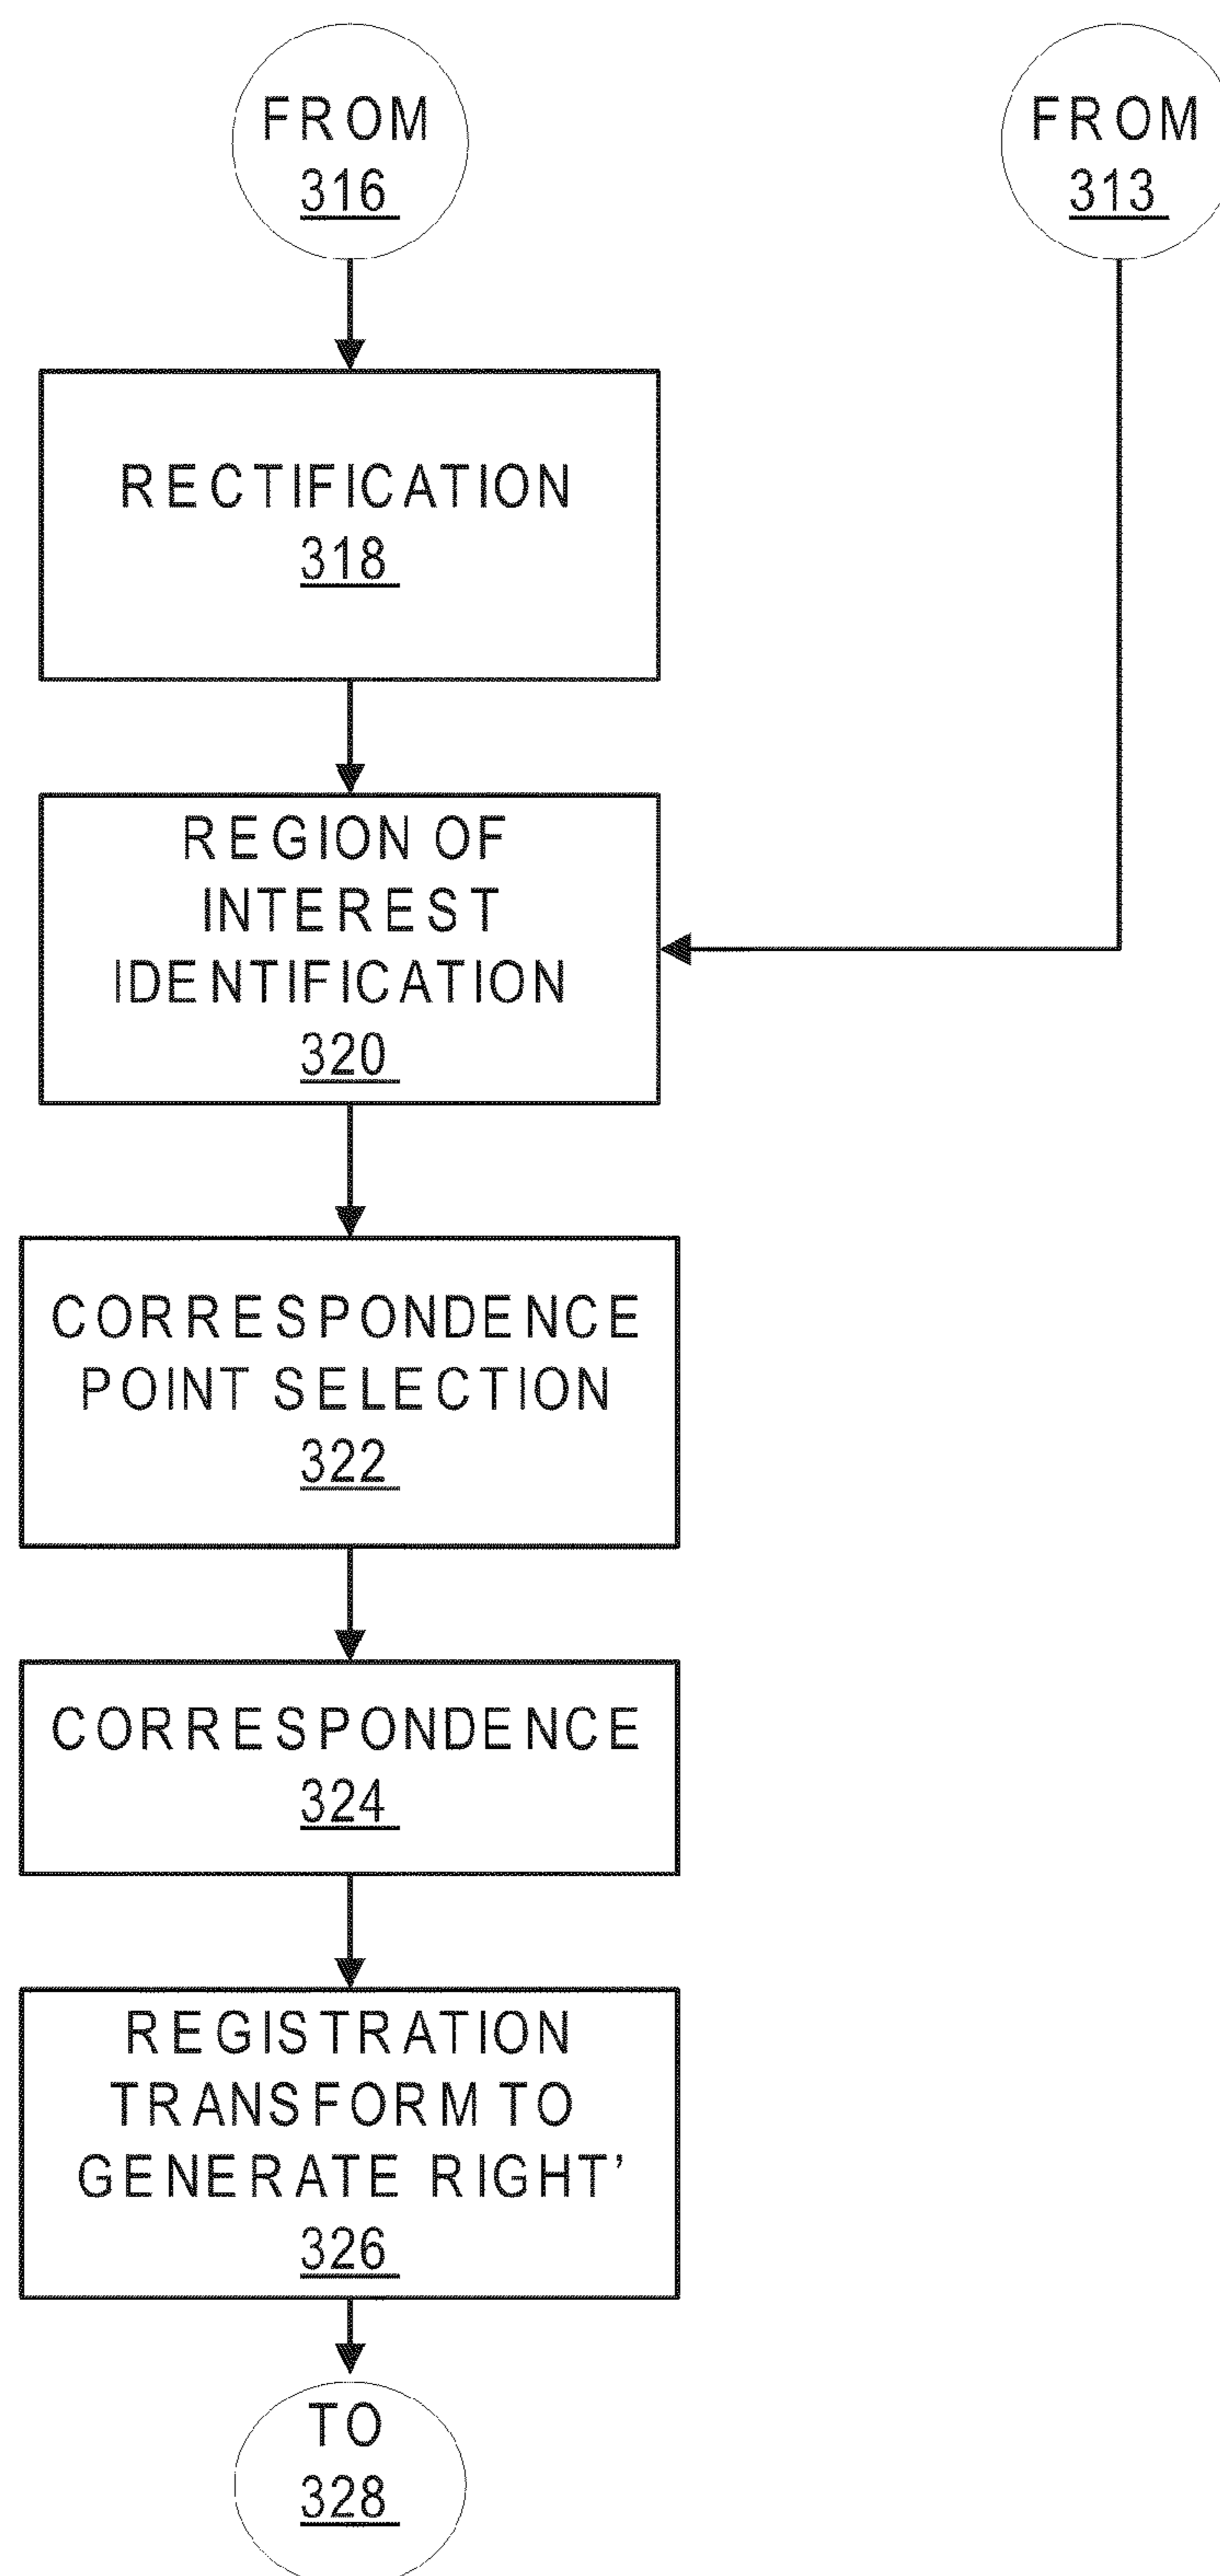 FROM
316
FROM
313
RECTIFICATION
318
REGION OF
INTEREST
IDENTIFICATION
320
CORRESPONDENCE
POINT SELECTION
322
CORRESPONDENCE
324
REGISTRATION
TRANSFORM TO
GENERATE RIGHT’
326
TO
328